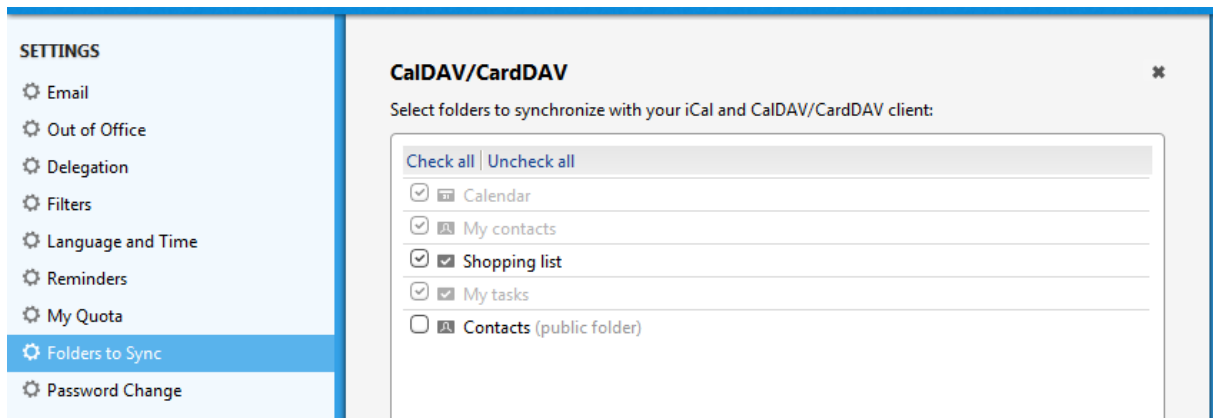 SETTINGS
Email
Out of Office
Delegation
Filters
Language and Time
Reminders
My Quota
Folders to Sync
Password Change
CalDAV/CardDAV
Select folders to synchronize with your iCal and CalDAV/CardDAV client:
Check all | Uncheck all
Calendar
My contacts
Shopping list
My tasks
Contacts (public folder)